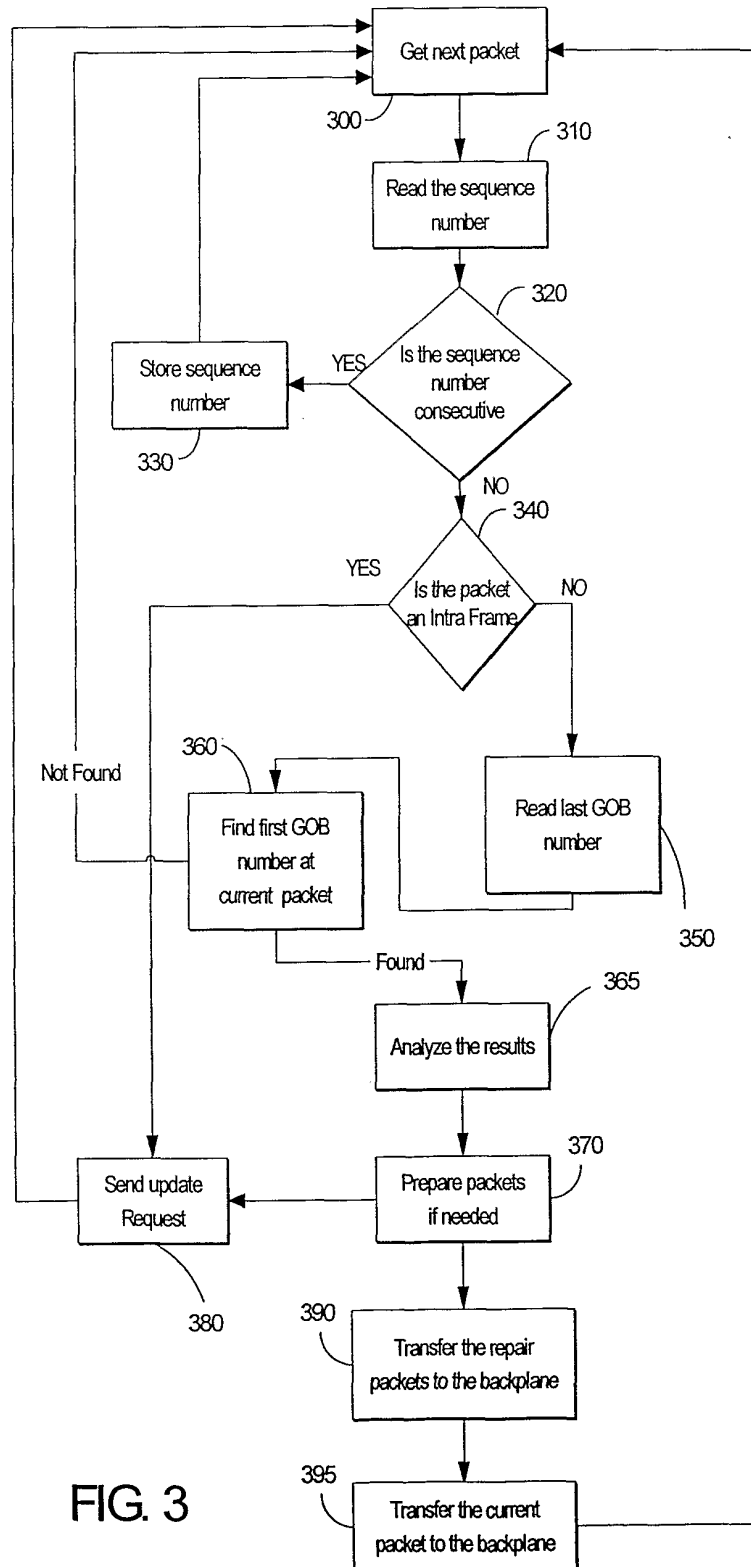 Get next packet
300
310
Read the sequence
number
320
Is the sequence
number
consecutive
YES
Store sequence
number
330
NO
340
YES
Is the packet
an Intra Frame
NO
360
Not Found
Find first GOB
number at
current packet
Read last GOB
number
350
Found
365
Analyze the results
370
Send update
Request
Prepare packets
if needed
380
390
Transfer the repair
packets to the backplane
395
Transfer the current
packet to the backplane
FIG. 3